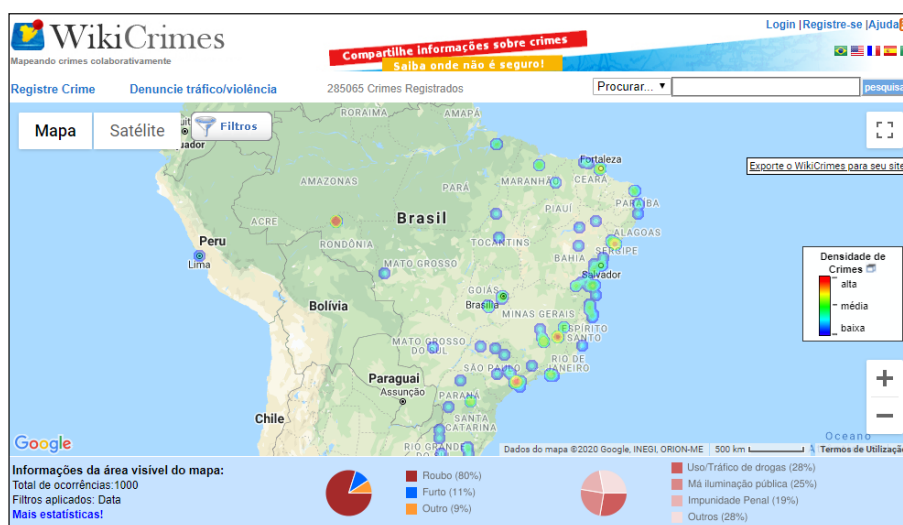 WikiCrimes
Mapeando crimes colaborativamente
Compartilhe informações sobre crimes
Saiba onde não é seguro!
Login |Registre-se |Ajuda
Registre Crime
Denuncie tráfico/violência
285065 Crimes Registrados
Procurar...
pesquisa
Mapa
Satélite
Filtros
RORAIMA
AMAPÁ
Exporte o WikiCrimes para seu site
Fortaleza
AMAZONAS
PARÁ
MARANHÃO
CEARÁ
PARAÍBA
PIAUÍ
ACRE
Brasil
ALAGOAS
Peru
RONDÔNIA
TOCANTINS
SERGIPE
BAHIA
Lima
MATO GROSSO
Salvador
Densidade de
Crimes
alta
média
baixa
GOIÁS
Brasília
Bolívia
MINAS GERAIS
MATO GROSSO
DO SUL
ESPÍRITO
SANTO
RIO DE
JANEIRO
SÃO PAULO
Paraguai
Assunção
PARANÁ
Chile
SANTA
CATARINA
RIO GRANDE
DO
Oceano
Google
Dados do mapa ©2020 Google, INEGI, ORION-ME
500 km
Termos de Utilização
Informações da área visível do mapa:
Total de ocorrências:1000
Filtros aplicados: Data
Mais estatísticas!
Roubo (80%)
Furto (11%)
Outro (9%)
Uso/Tráfico de drogas (28%)
Má iluminação pública (25%)
Impunidade Penal (19%)
Outros (28%)